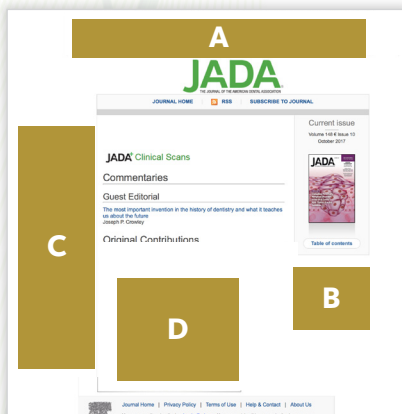 A
JADA
THE JOURNAL OF THE AMERICAN DENTAL ASSOCIATION
JOURNAL HOME | RSS | SUBSCRIBE TO JOURNAL
Current issue
Volume 148 • Issue 10
October 2017
JADA
Table of contents
JADA+ Clinical Scans
Commentaries
Guest Editorial
The most important invention in the history of dentistry and what it teaches
us about the future
Joseph P. Crowley
Original Contributions
C
B
D
Journal Home | Privacy Policy | Terms of Use | Help & Contact | About Us